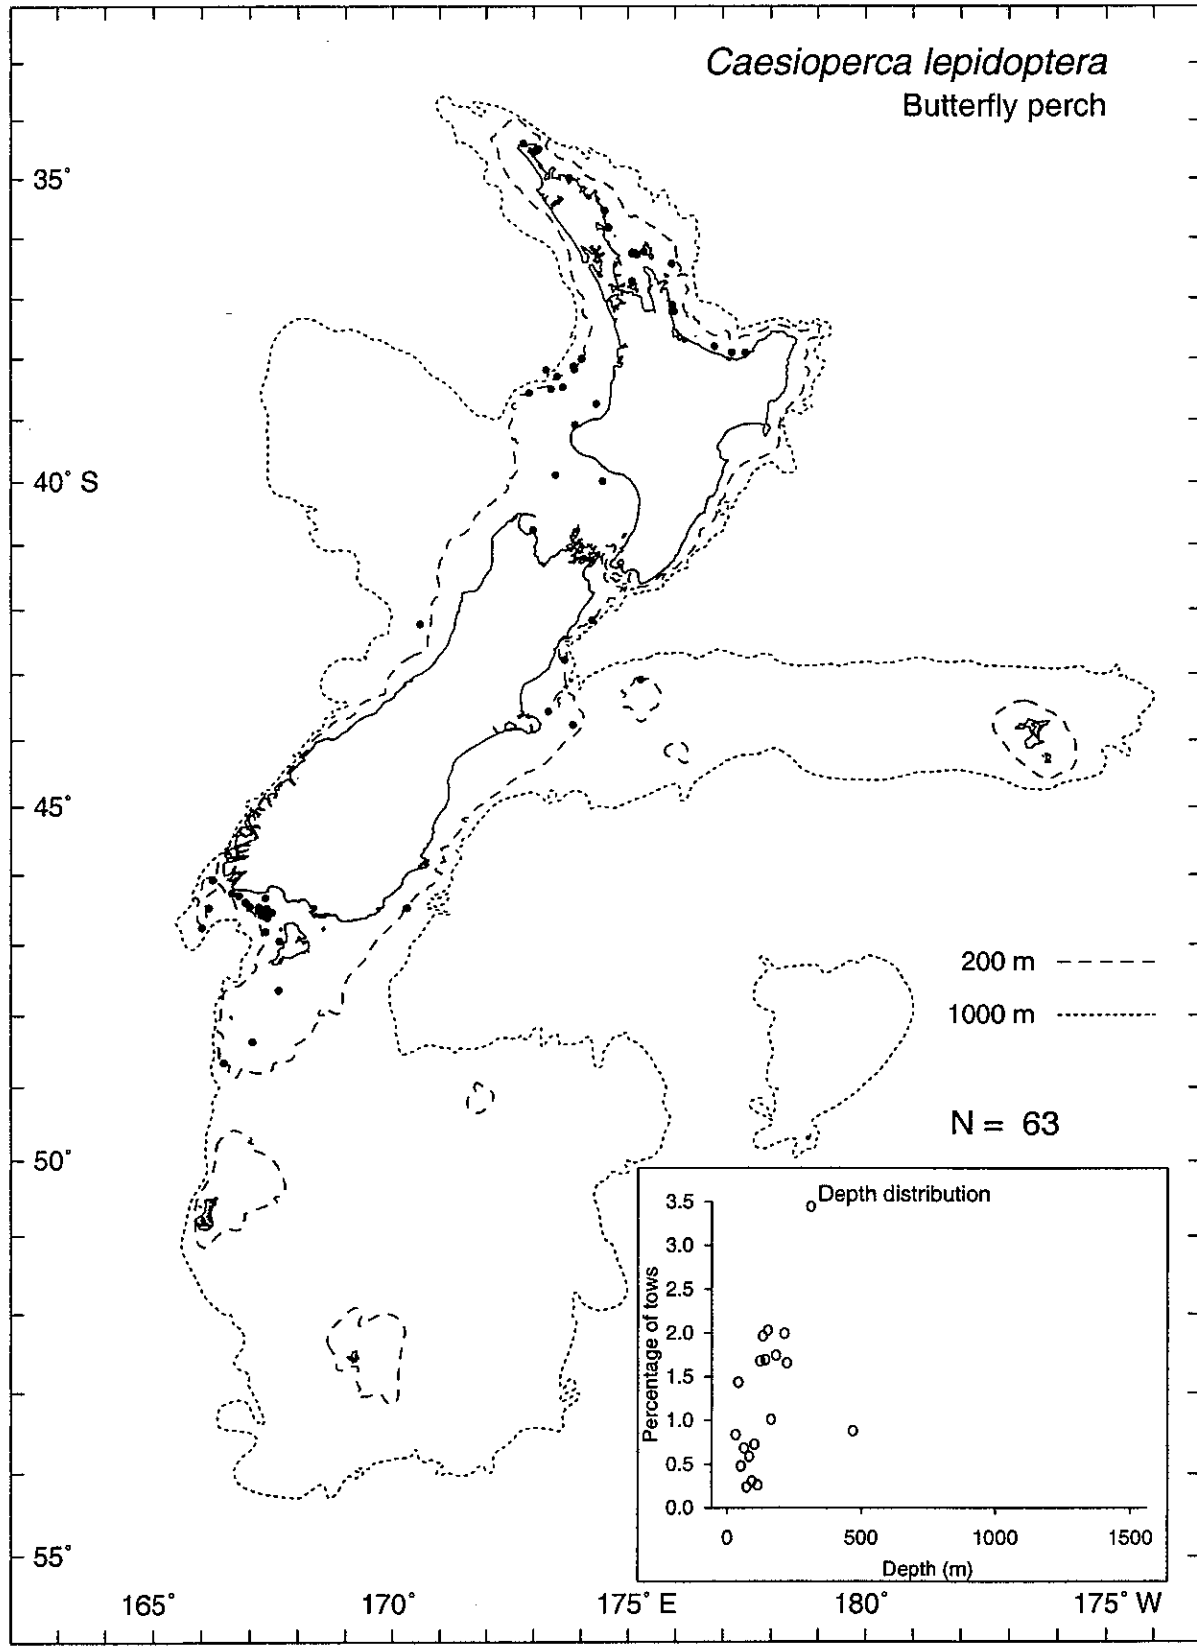 Caesioperca lepidoptera
Butterfly perch
35°
40° S
45°
50°
55°
200 m
1000 m
N = 63
Depth distribution
Percentage of tows
3.5
3.0
2.5
2.0
1.5
1.0
0.5
0.0
0 500 1000 1500
Depth (m)
165° 170° 175° E 180° 175° W